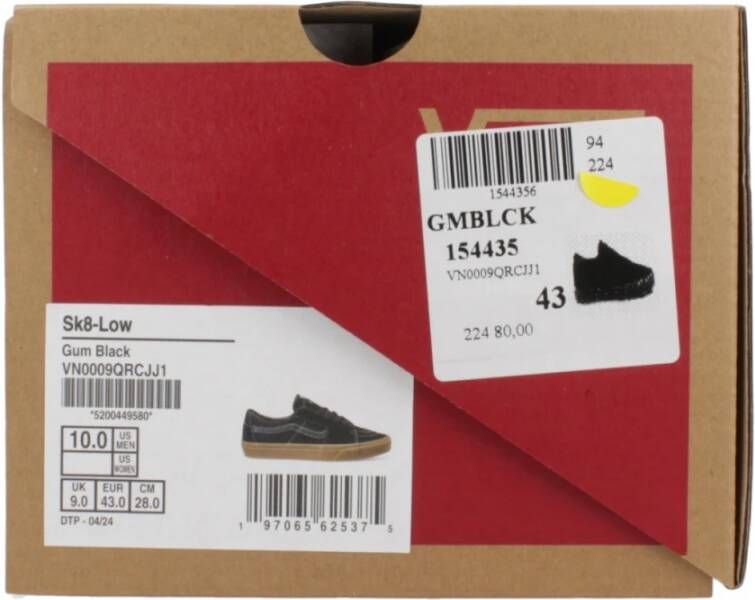 94
224
1544356
GMBLCK
154435
VN0009QRCJJ1
43
224 80,00
Sk8-Low
Gum Black
VN0009QRCJJ1
*5200449580*
10.0 US MEN
US WOMEN
UK EUR CM
9.0 43.0 28.0
DTP - 04/24
1 97065 62537 5